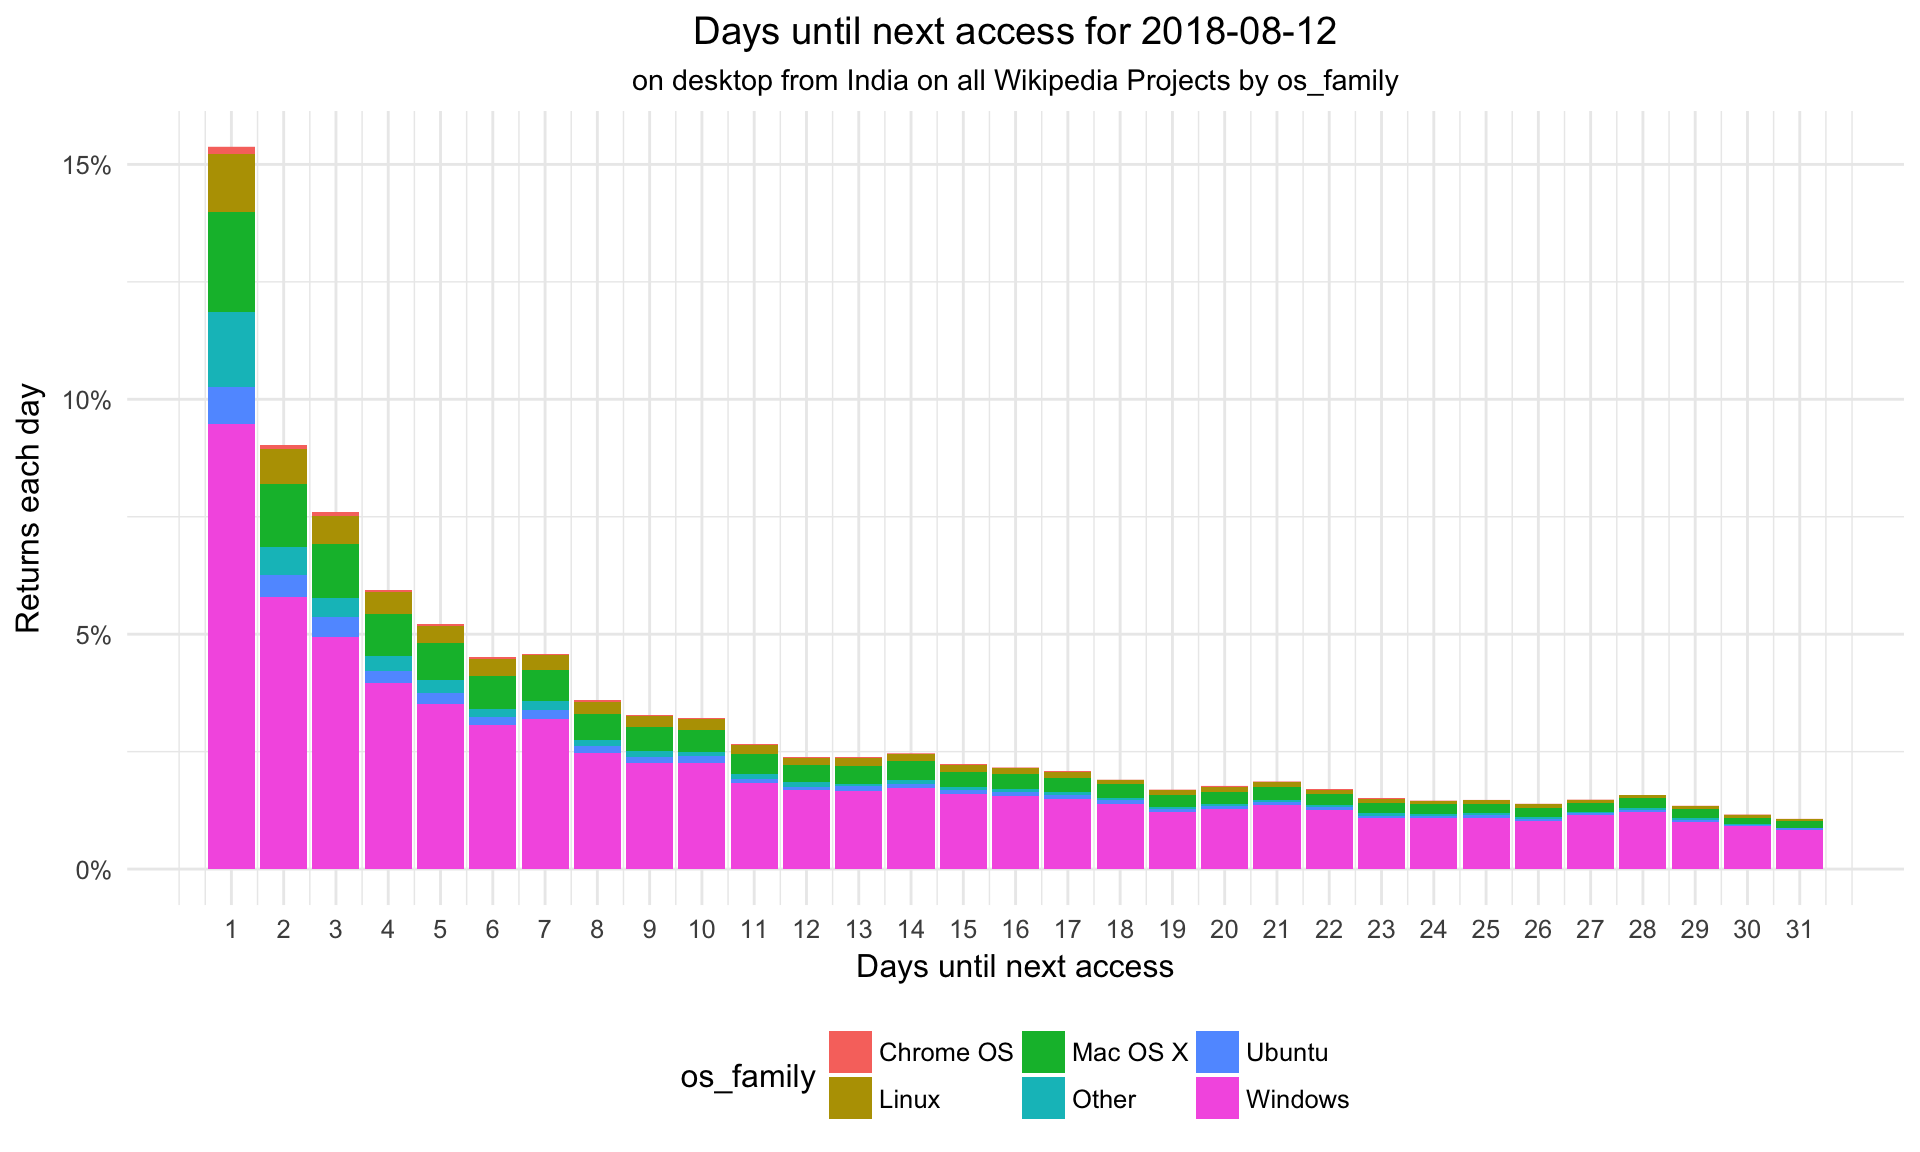 Days until next access for 2018-08-12
on desktop from India on all Wikipedia Projects by os_family
Returns each day
15%
10%
5%
0%
1 2 3 4 5 6 7 8 9 10 11 12 13 14 15 16 17 18 19 20 21 22 23 24 25 26 27 28 29 30 31
Days until next access
os_family
Chrome OS Mac OS X Ubuntu
Linux Other Windows